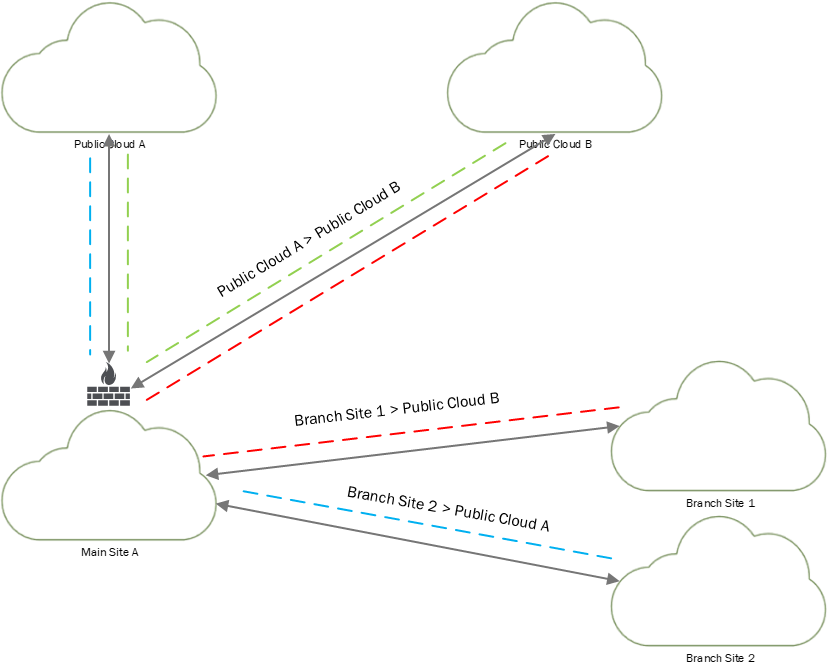 Public Cloud A
Public Cloud B
Public Cloud A > Public Cloud B
Branch Site 1 > Public Cloud B
Branch Site 1
Branch Site 2 > Public Cloud A
Main Site A
Branch Site 2